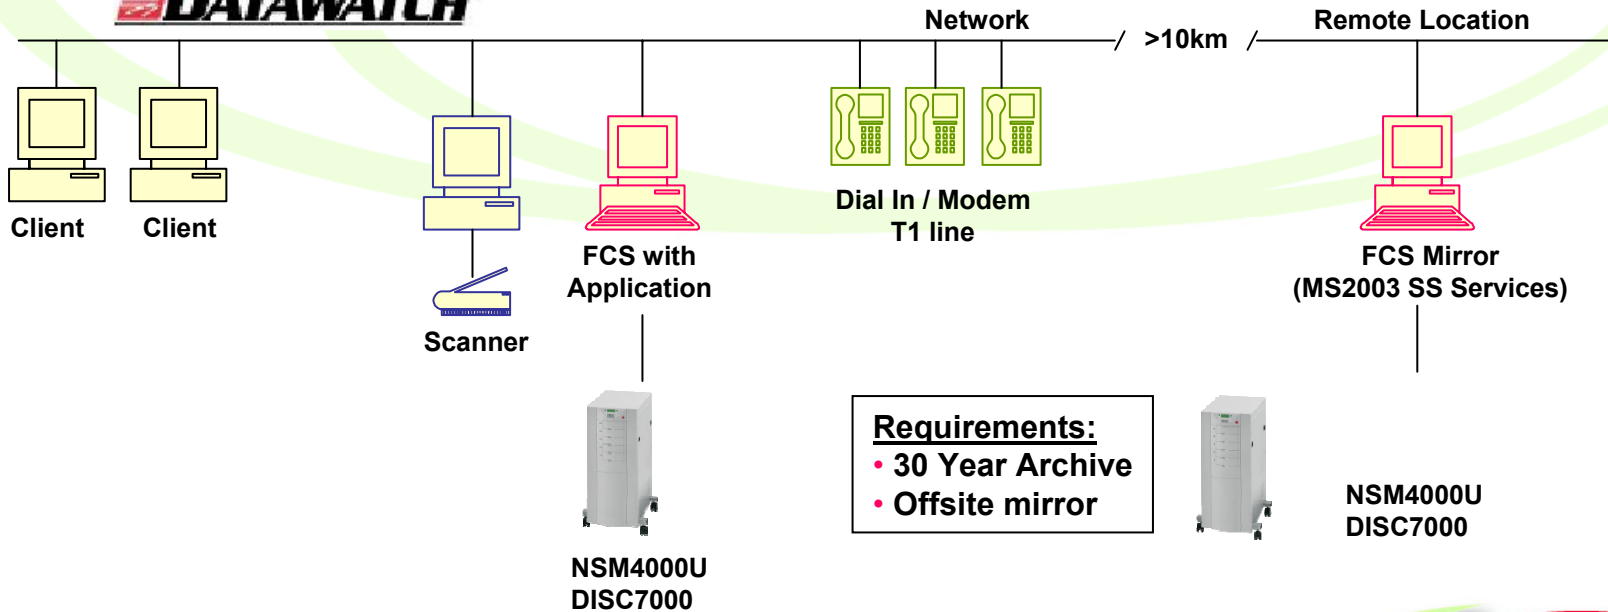 DATAWATCH
Network
>10km
Remote Location
Client
Client
Scanner
FCS with
Application
Dial In / Modem
T1 line
FCS Mirror
(MS2003 SS Services)
Requirements:
• 30 Year Archive
• Offsite mirror
NSM4000U
DISC7000
NSM4000U
DISC7000